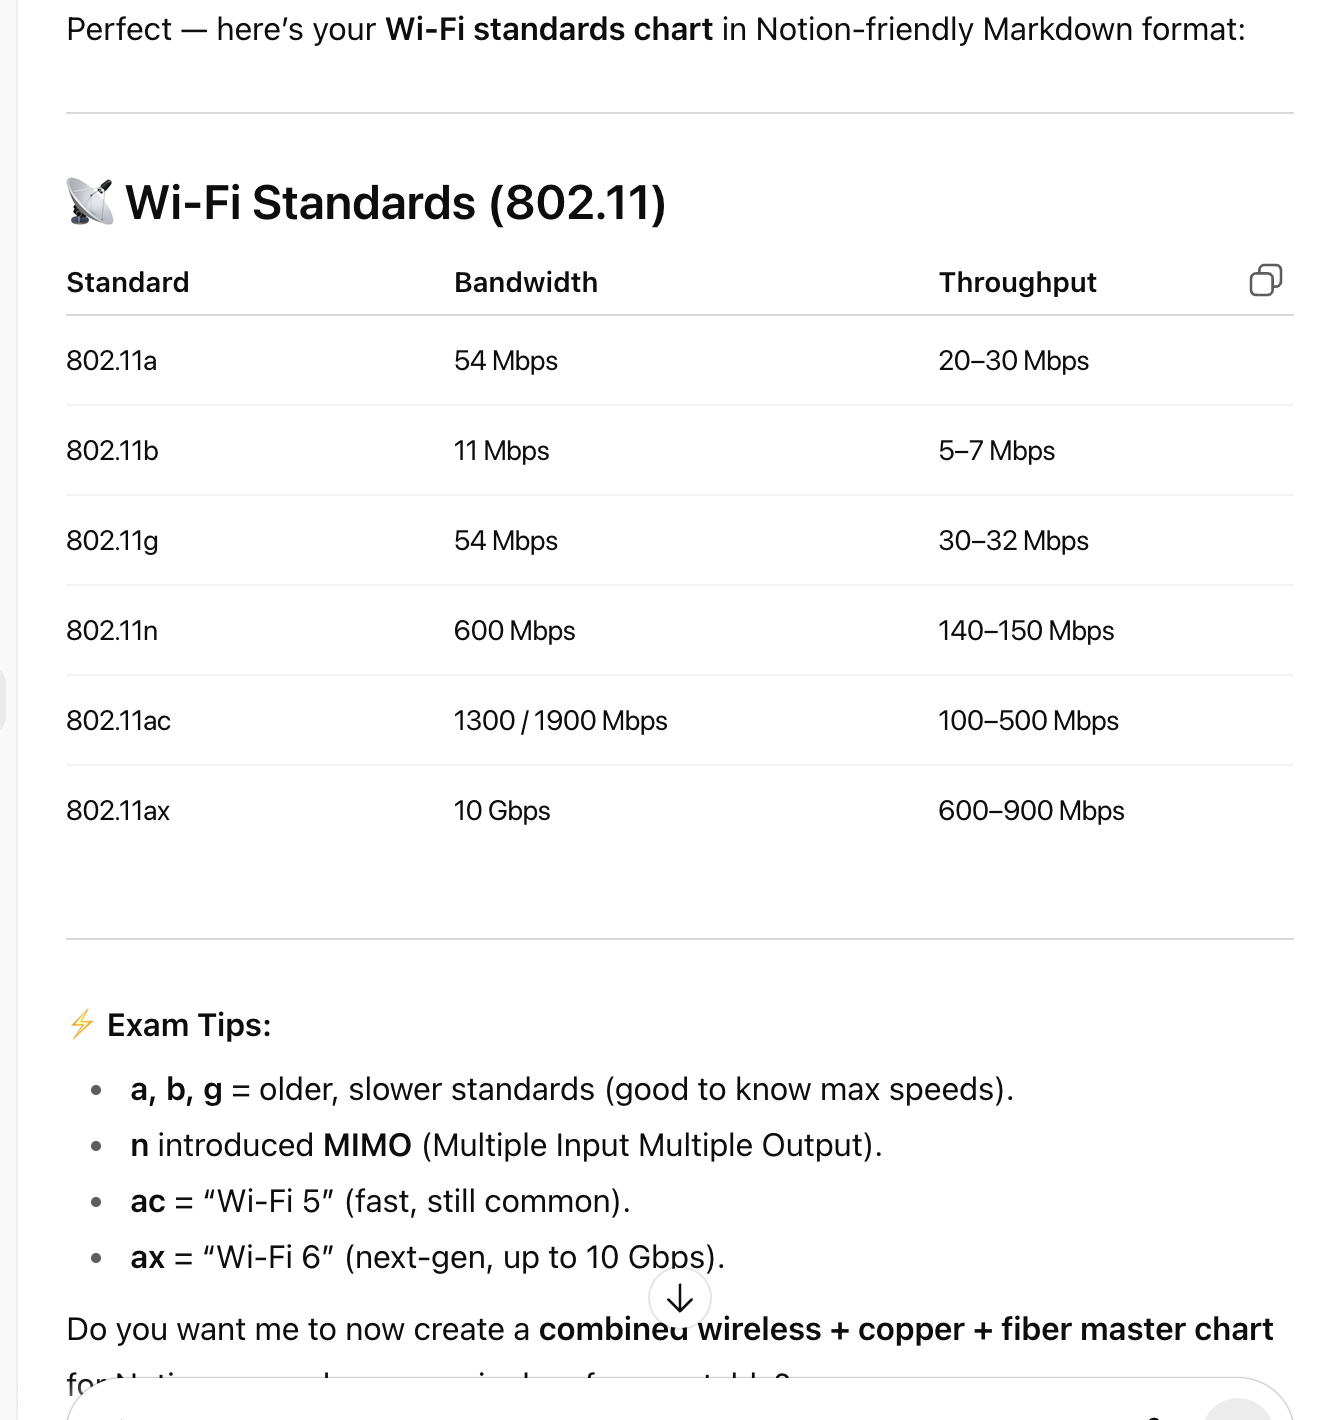 Perfect — here’s your Wi-Fi standards chart in Notion-friendly Markdown format:
Wi-Fi Standards (802.11)
Standard Bandwidth Throughput
802.11a 54 Mbps 20–30 Mbps
802.11b 11 Mbps 5–7 Mbps
802.11g 54 Mbps 30–32 Mbps
802.11n 600 Mbps 140–150 Mbps
802.11ac 1300 / 1900 Mbps 100–500 Mbps
802.11ax 10 Gbps 600–900 Mbps
Exam Tips:
• a, b, g = older, slower standards (good to know max speeds).
• n introduced MIMO (Multiple Input Multiple Output).
• ac = “Wi-Fi 5” (fast, still common).
• ax = “Wi-Fi 6” (next-gen, up to 10 Gbps).
Do you want me to now create a combined wireless + copper + fiber master chart
for